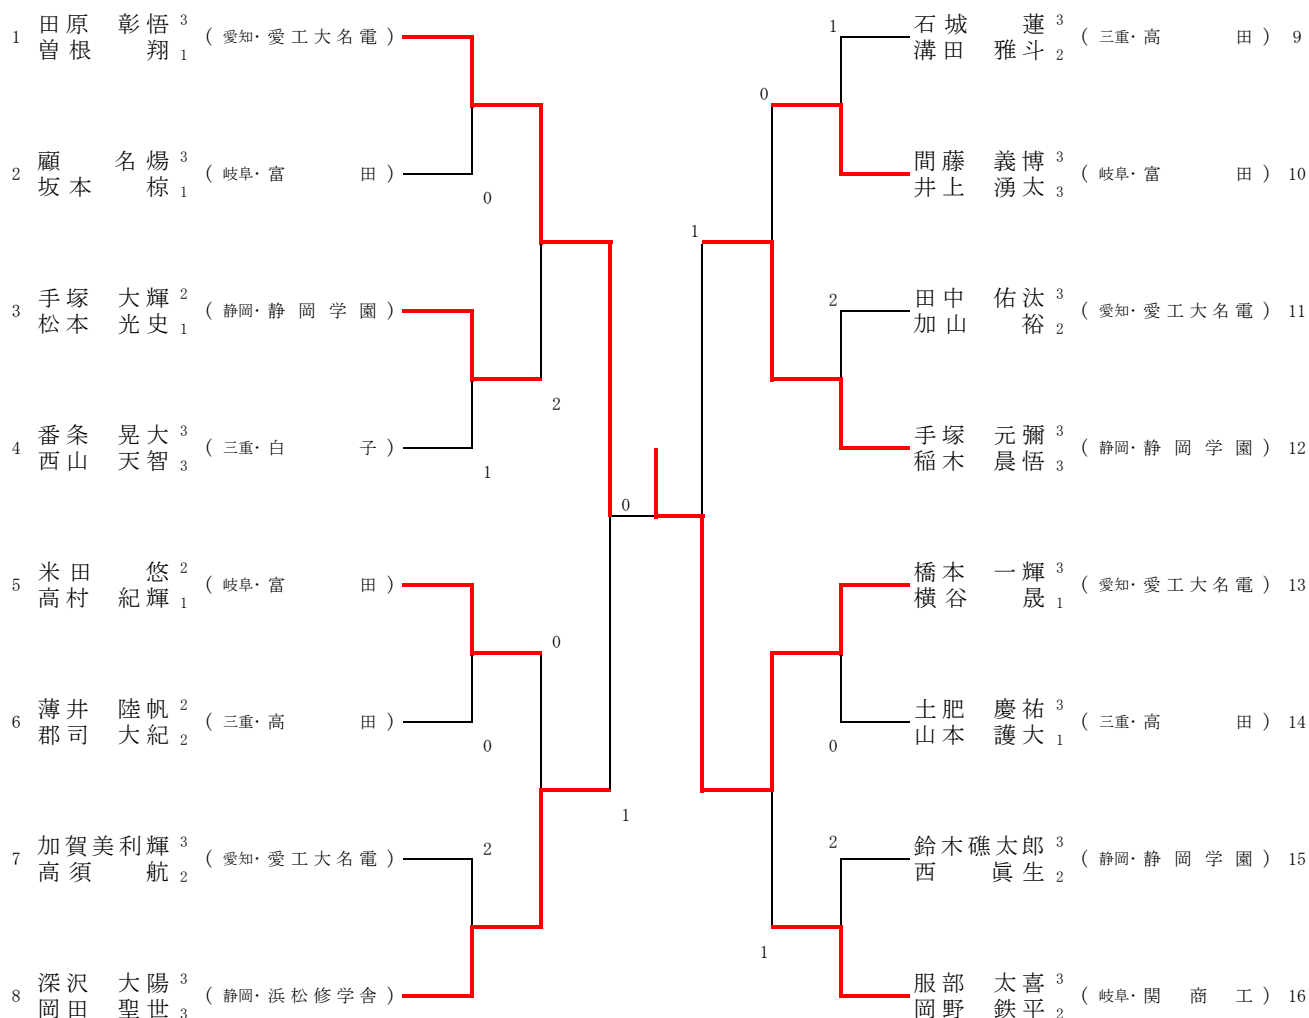 1 田原 彰悟 3 (愛知・愛工大名電)
曽根 翔 1
2 顧 名煬 3 (岐阜・富田)
坂本 椋 1
0
3 手塚 大輝 2 (静岡・静岡学園)
松本 光史 1
2
4 番条 晃大 3 (三重・白子)
西山 天智 3
1
0
5 米田 悠 2 (岐阜・富田)
高村 紀輝 1
0
6 薄井 陸帆 2 (三重・高田)
郡司 大紀 2
0
1
7 加賀美利輝 3 (愛知・愛工大名電)
高須 航 2
2
8 深沢 大陽 3 (静岡・浜松修学舎)
岡田 聖世 3
1
石城 蓮 3 (三重・高田) 9
溝田 雅斗 2
0
間藤 義博 3 (岐阜・富田) 10
井上 湧太 3
1
2
田中 佑汰 3 (愛知・愛工大名電) 11
加山 裕 2
手塚 元彌 3 (静岡・静岡学園) 12
稲木 晨悟 3
橋本 一輝 3 (愛知・愛工大名電) 13
横谷 晟 1
土肥 慶祐 3 (三重・高田) 14
山本 護大 1
0
2
鈴木礁太郎 3 (静岡・静岡学園) 15
西 眞生 2
1
服部 太喜 3 (岐阜・関商工) 16
岡野 鉄平 2